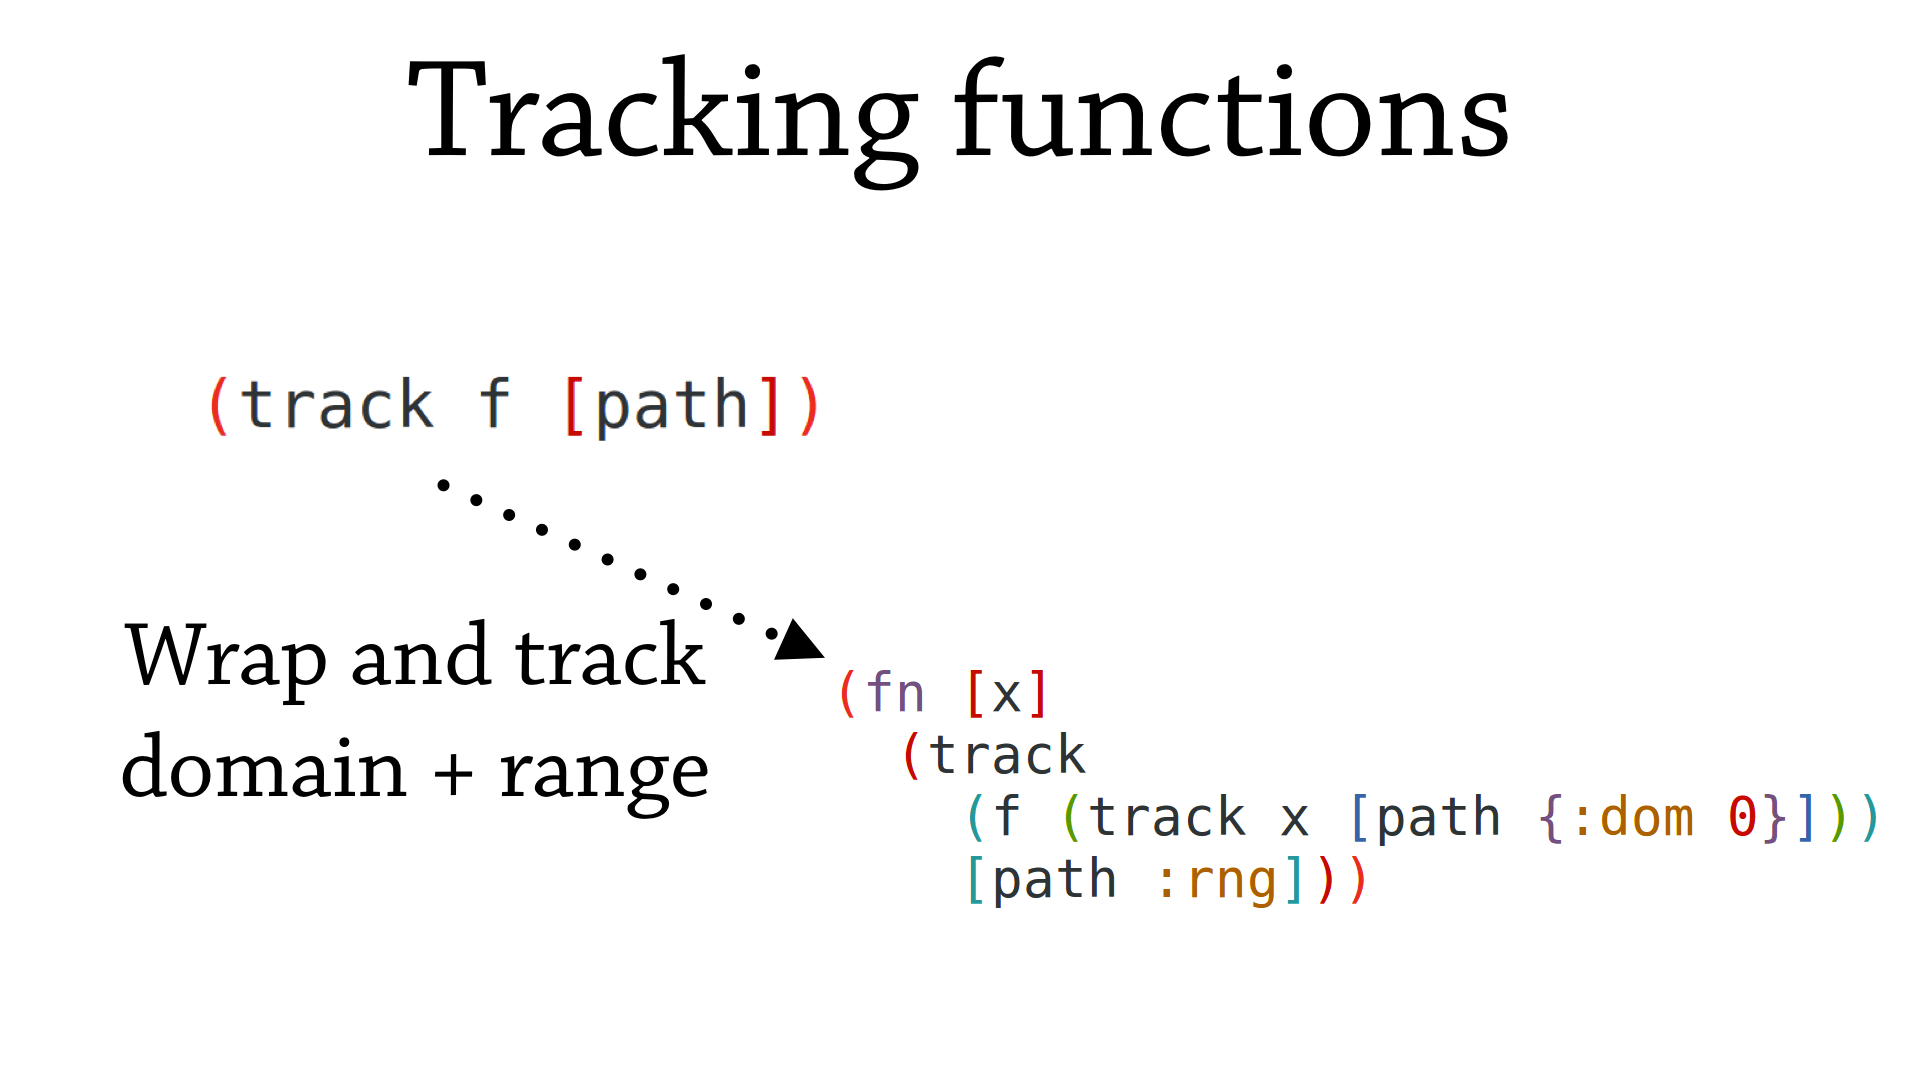 Tracking functions
(track f [path])
Wrap and track
domain + range
(fn [x]
  (track
    (f (track x [path {:dom 0}]))
    [path :rng]))